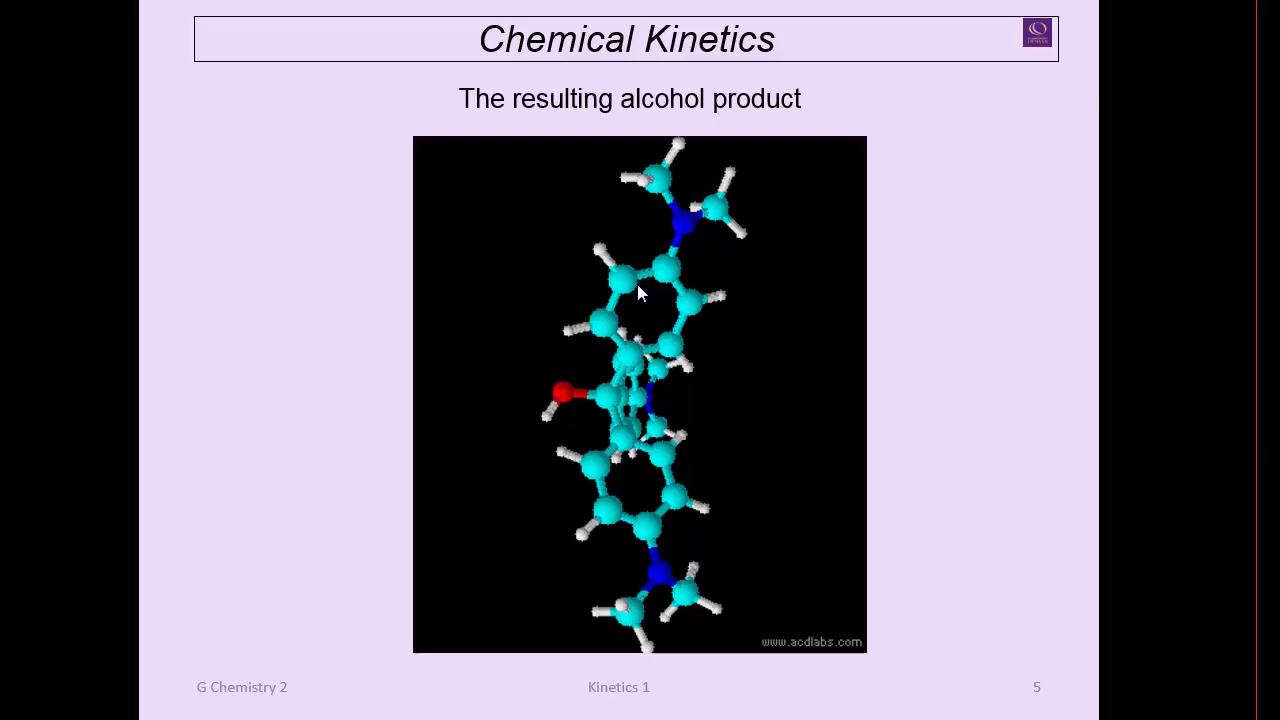 Chemical Kinetics
The resulting alcohol product
www.acdlabs.com
G Chemistry 2
Kinetics 1
5